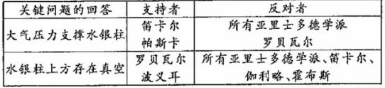 关键问题的回答 支持者 反对者
大气压力支撑水银柱 笛卡尔 帕斯卡 所有亚里士多德学派 罗贝瓦尔
水银柱上方存在真空 罗贝瓦尔 波义耳 所有亚里士多德学派、笛卡尔、伽利略、霍布斯